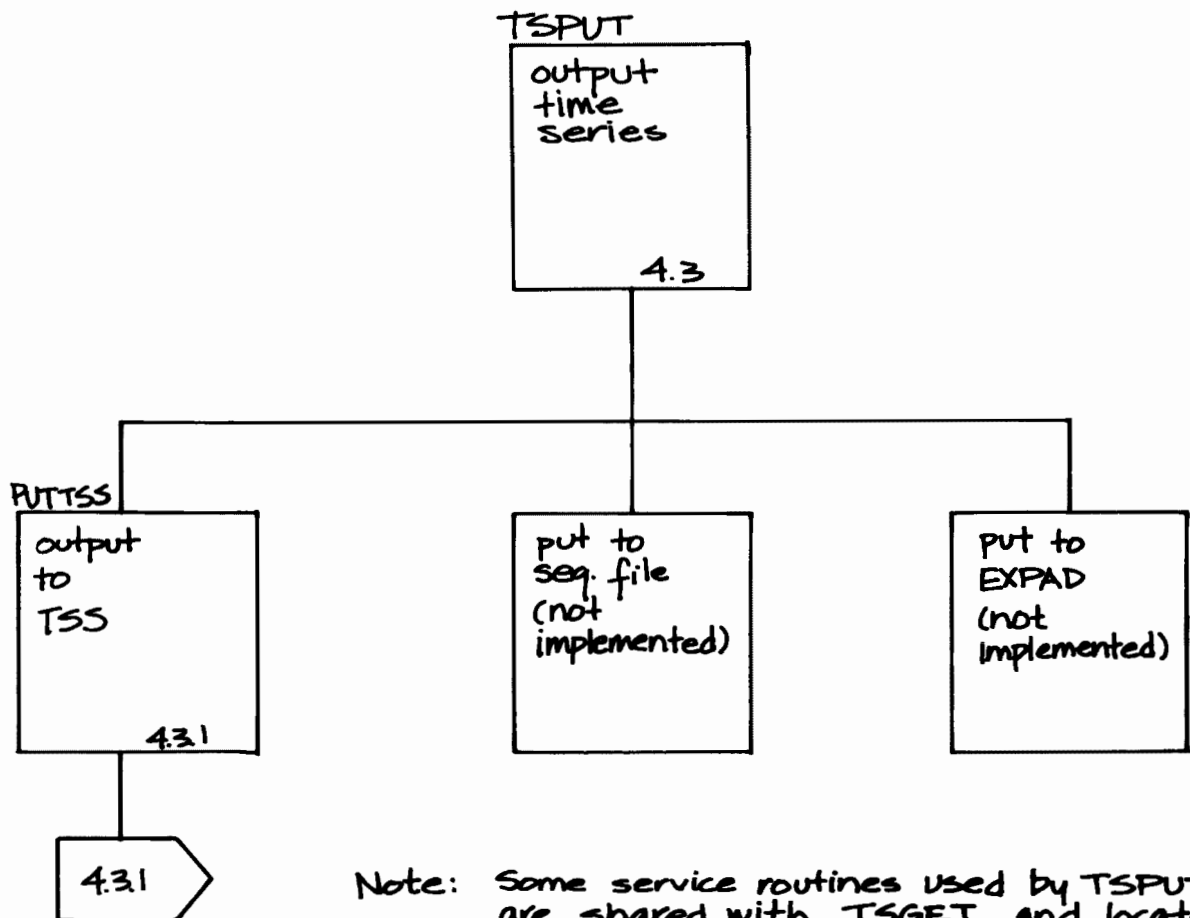 TSPUT
output
time
series
4.3
PUTTSS
output
to
TSS
4.3.1
put to
seq. file
(not
implemented)
put to
EXPAD
(not
implemented)
4.3.1
Note: Some service routines used by TSPUT
are shared with TSGET and locat